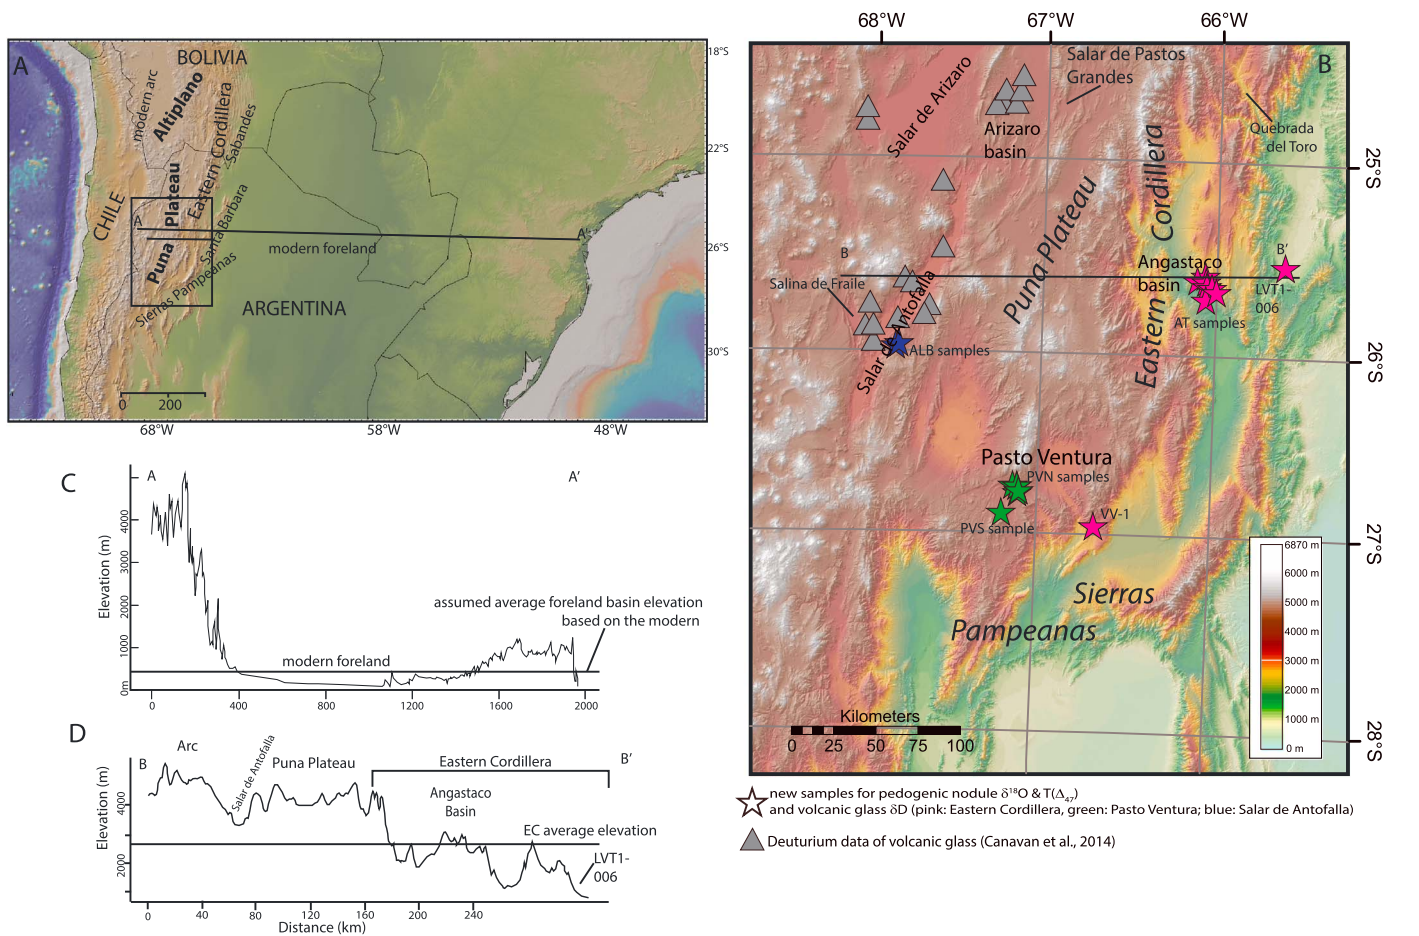 A
BOLIVIA
modern arc
Altiplano
Eastern Cordillera
Sabandes
CHILE
Puna Plateau
Santa Barbara
Sierras Pampeanas
A
A'
modern foreland
ARGENTINA
0 200
18°S
22°S
26°S
30°S
68°W 58°W 48°W
68°W 67°W 66°W
B
Salar de Arizaro
Salar de Pastos
Grandes
Arizaro
basin
Quebrada
del Toro
Eastern Cordillera
Puna Plateau
B
B'
Angastaco
basin
Salina de Fraile
Salar de Antofalla
LVT1-
006
AT samples
ALB samples
Pasto Ventura
PVN samples
PVS sample
VV-1
Sierras
Pampeanas
Kilometers
0 25 50 75 100
6870 m
6000 m
5000 m
4000 m
3000 m
2000 m
1000 m
0 m
25°S
26°S
27°S
28°S
new samples for pedogenic nodule δ¹⁸O & T(Δ₄₇)
and volcanic glass δD (pink: Eastern Cordillera, green: Pasto Ventura; blue: Salar de Antofalla)
Deuturium data of volcanic glass (Canavan et al., 2014)
C
A
A'
Elevation (m)
4000
3000
2000
1000
0m
assumed average foreland basin elevation
based on the modern
modern foreland
0 400 800 1200 1600 2000
D
B
B'
Arc
Salar de Antofalla
Puna Plateau
Eastern Cordillera
Angastaco
Basin
EC average elevation
LVT1-
006
Elevation (m)
4000
2000
0 40 80 120 160 200 240
Distance (km)